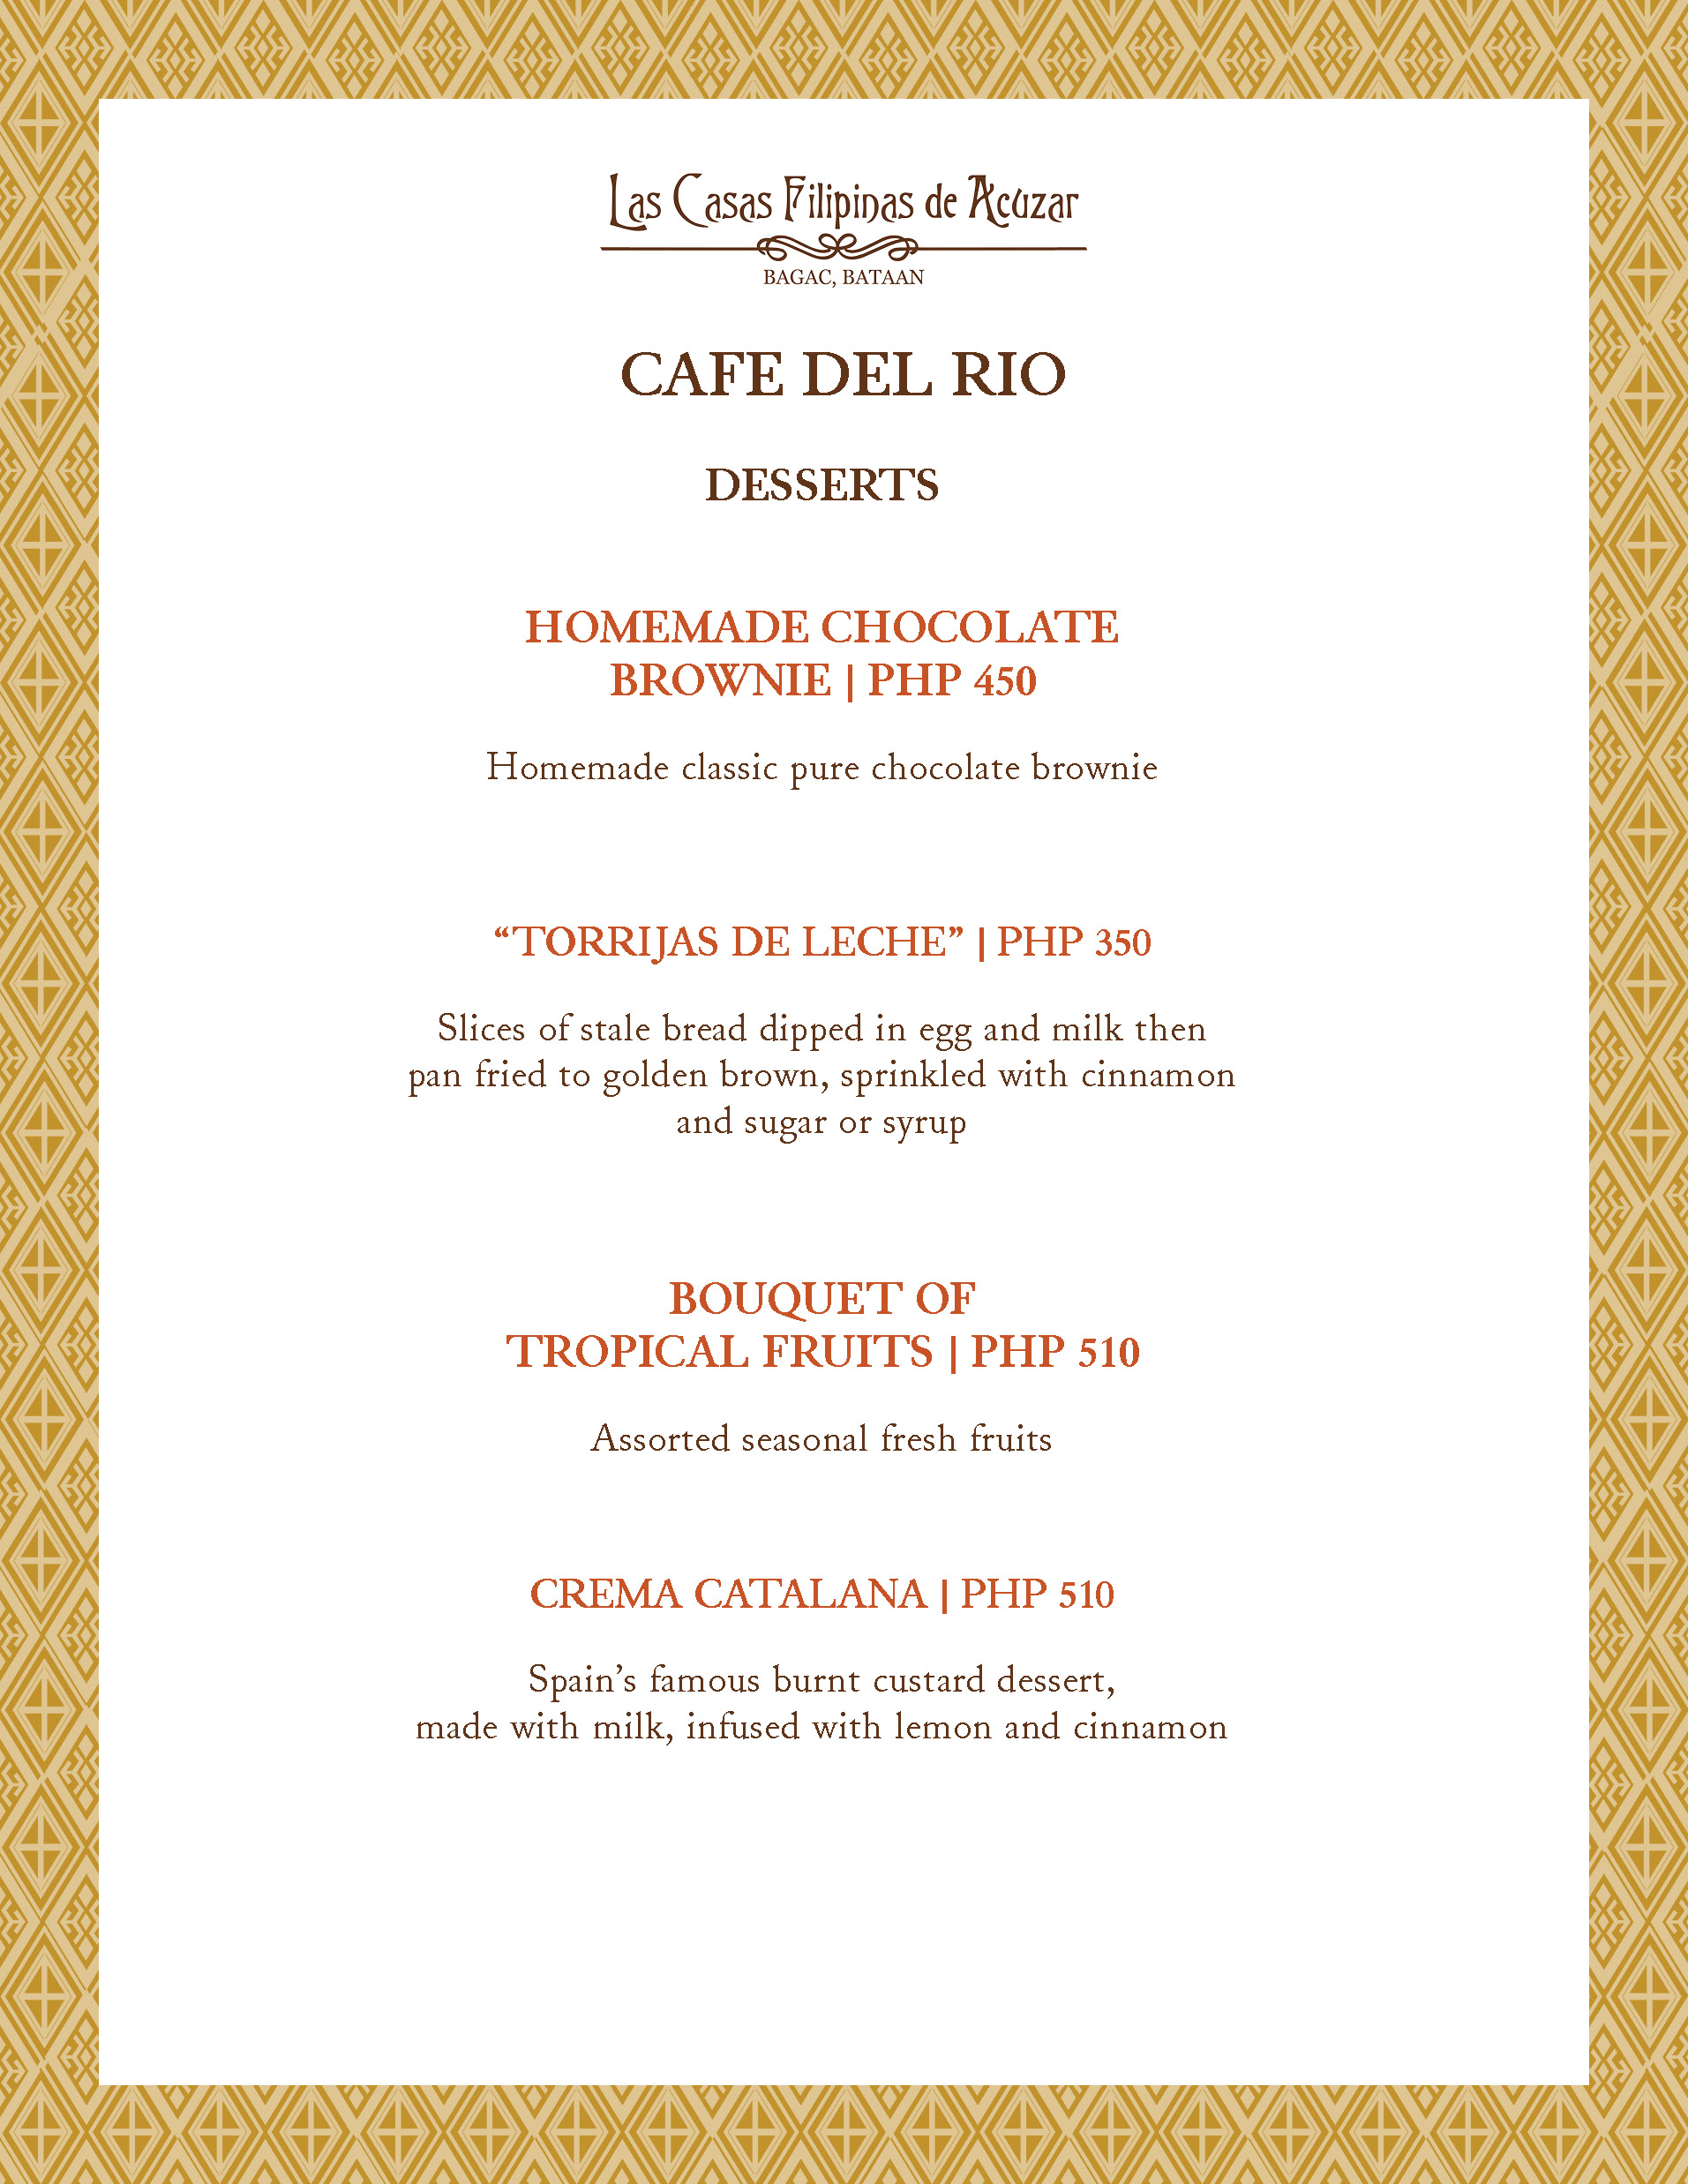 Las Casas Filipinas de Acuzar
BAGAC, BATAAN
CAFE DEL RIO
DESSERTS
HOMEMADE CHOCOLATE
BROWNIE | PHP 450
Homemade classic pure chocolate brownie
“TORRIJAS DE LECHE” | PHP 350
Slices of stale bread dipped in egg and milk then
pan fried to golden brown, sprinkled with cinnamon
and sugar or syrup
BOUQUET OF
TROPICAL FRUITS | PHP 510
Assorted seasonal fresh fruits
CREMA CATALANA | PHP 510
Spain’s famous burnt custard dessert,
made with milk, infused with lemon and cinnamon